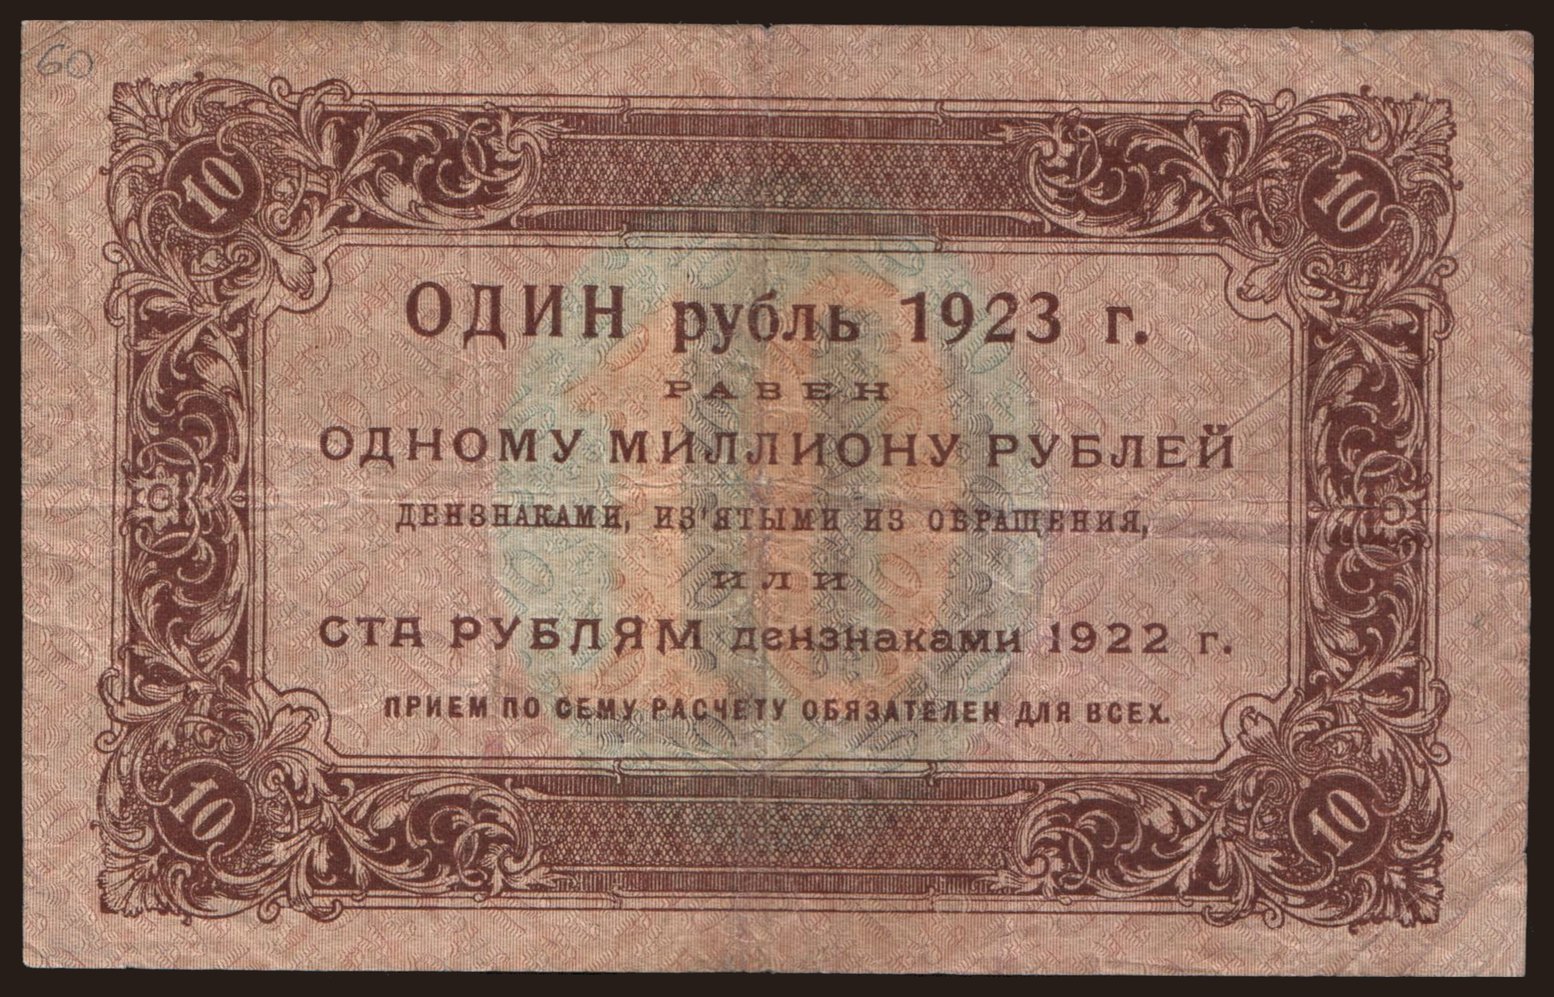 60
10 10
ОДИН рубль 1923 г.
РАВЕН
ОДНОМУ МИЛЛИОНУ РУБЛЕЙ
ДЕНЗНАКАМИ, ИЗ'ЯТЫМИ ИЗ ОБРАЩЕНИЯ,
ИЛИ
СТА РУБЛЯМ дензнаками 1922 г.
ПРИЕМ ПО СЕМУ РАСЧЕТУ ОБЯЗАТЕЛЕН ДЛЯ ВСЕХ.
10 10